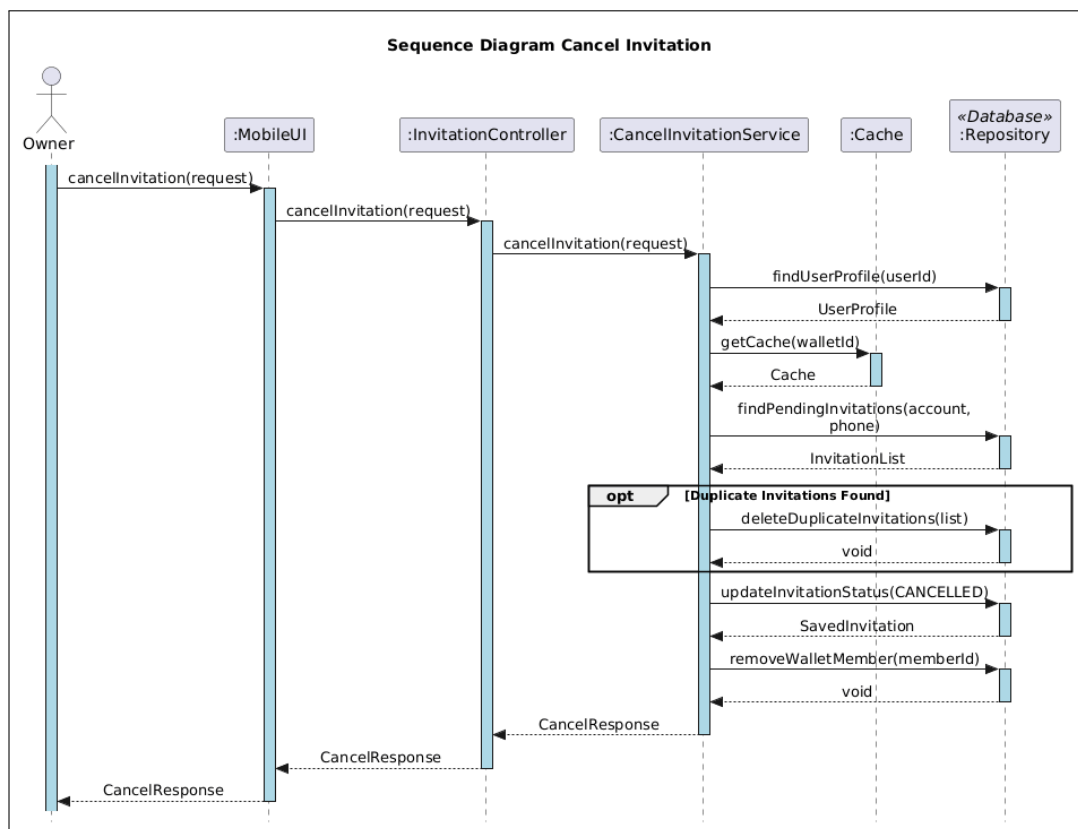 Sequence Diagram Cancel Invitation
Owner
:MobileUI
:InvitationController
:CancelInvitationService
:Cache
«Database»
:Repository
cancelInvitation(request)
cancelInvitation(request)
cancelInvitation(request)
findUserProfile(userId)
UserProfile
getCache(walletId)
Cache
findPendingInvitations(account,
phone)
InvitationList
opt
[Duplicate Invitations Found]
deleteDuplicateInvitations(list)
void
updateInvitationStatus(CANCELLED)
SavedInvitation
removeWalletMember(memberId)
void
CancelResponse
CancelResponse
CancelResponse